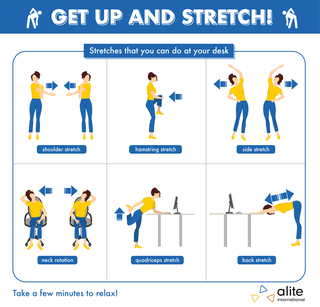 GET UP AND STRETCH!
Stretches that you can do at your desk
shoulder stretch
hamstring stretch
side stretch
neck rotation
quadriceps stretch
back stretch
Take a few minutes to relax!
alite
international